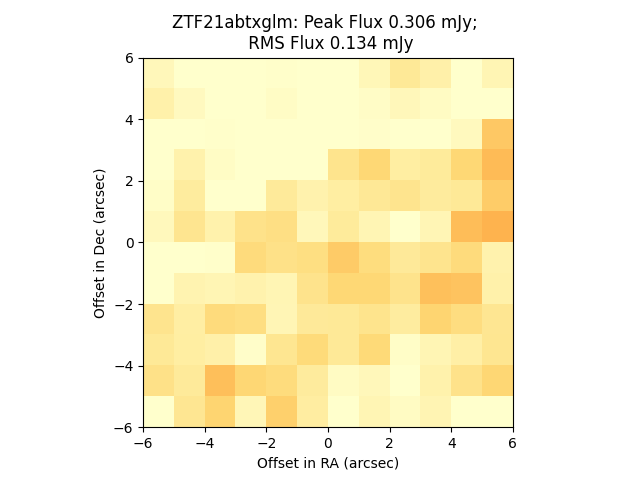 ZTF21abtxglm: Peak Flux 0.306 mJy;
RMS Flux 0.134 mJy
6
4
2
0
−2
−4
−6
Offset in Dec (arcsec)
−6 −4 −2 0 2 4 6
Offset in RA (arcsec)